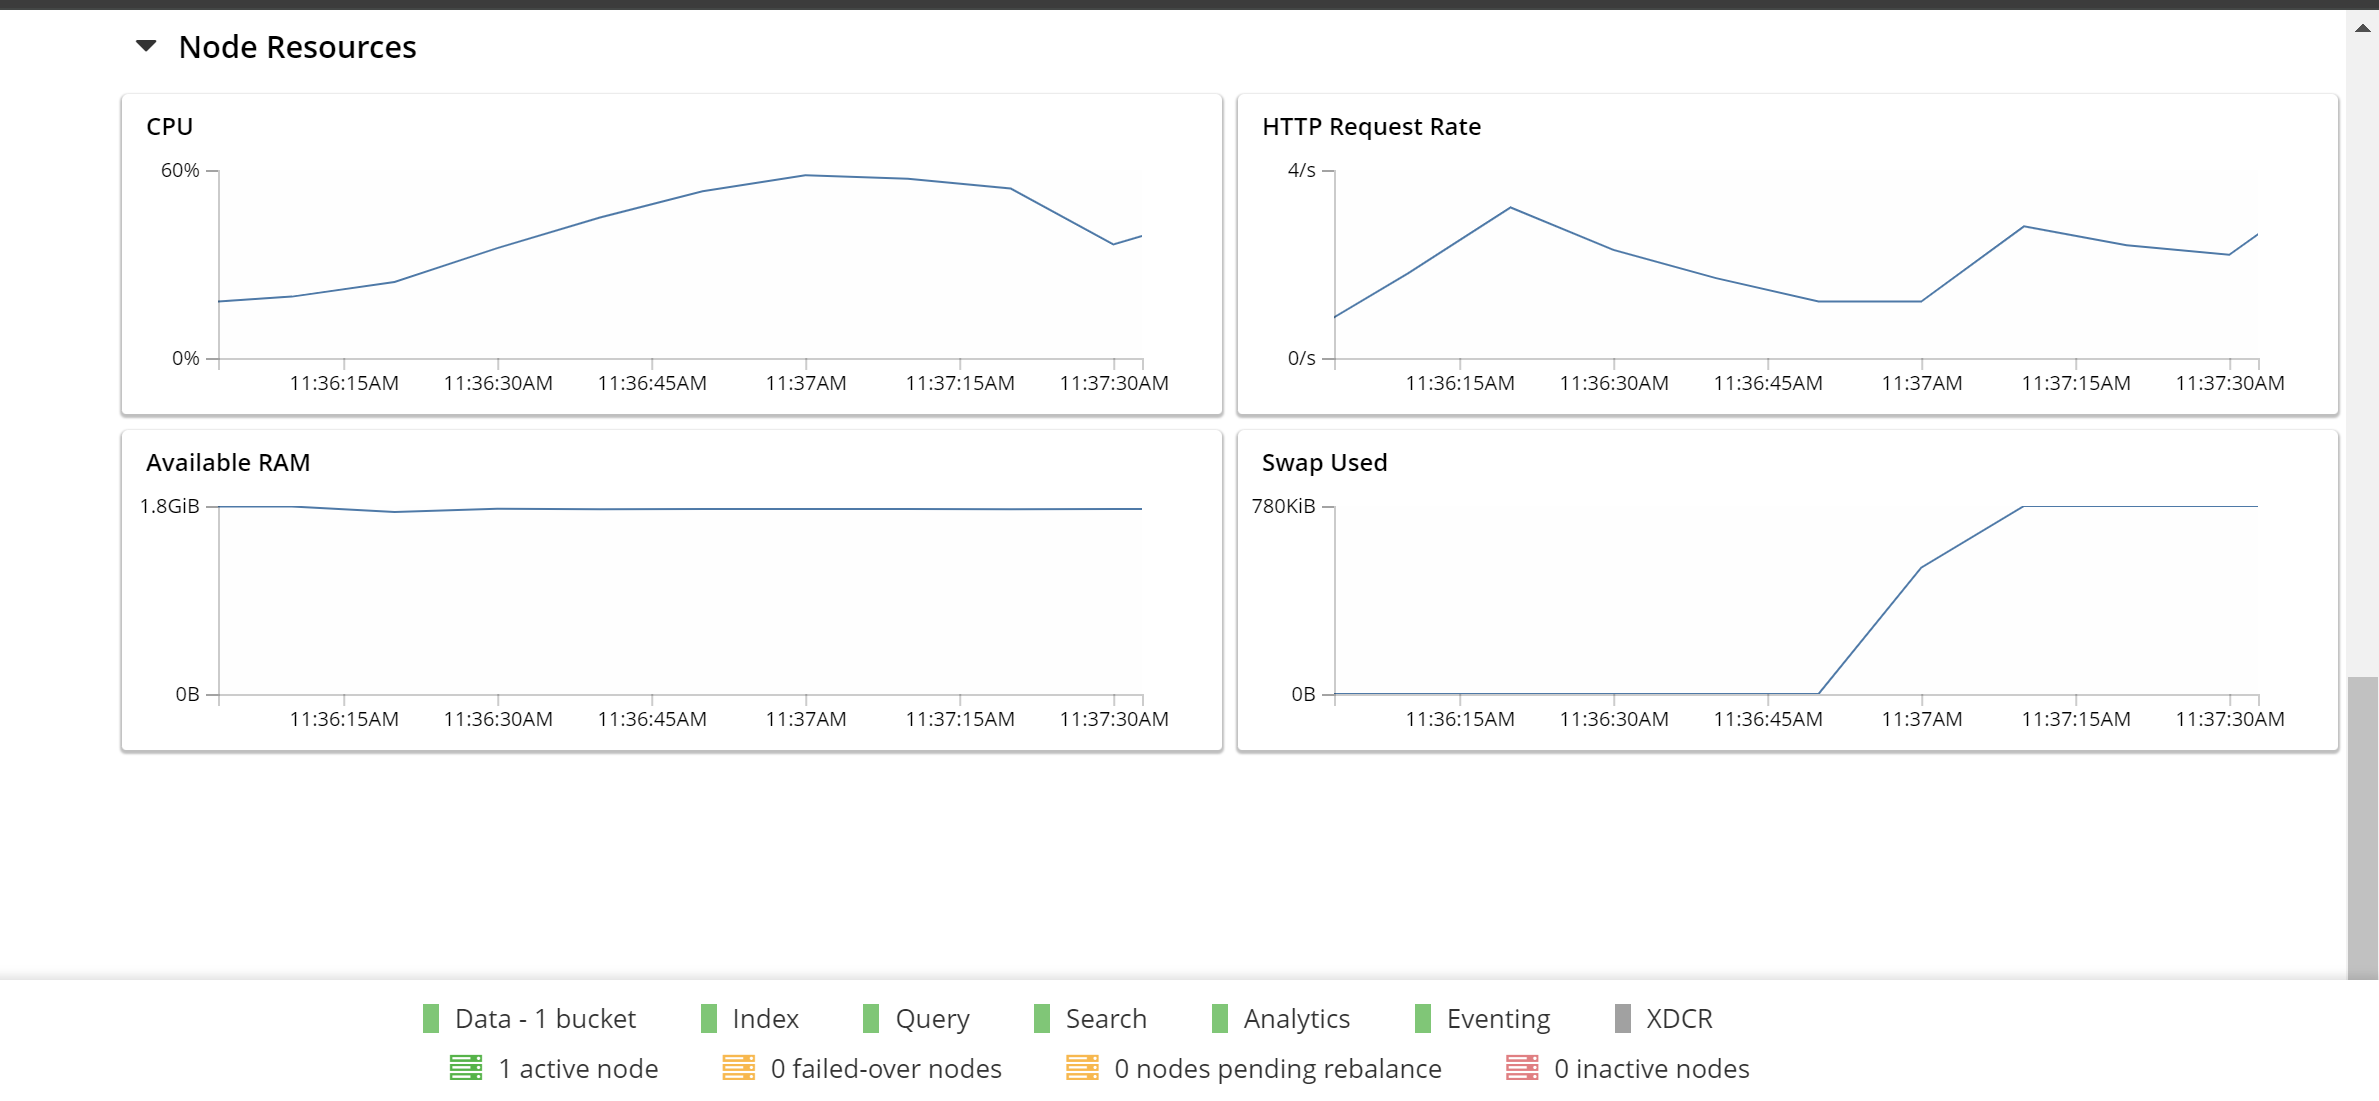 Node Resources
CPU
60%
0%
11:36:15AM 11:36:30AM 11:36:45AM 11:37AM 11:37:15AM 11:37:30AM
HTTP Request Rate
4/s
0/s
11:36:15AM 11:36:30AM 11:36:45AM 11:37AM 11:37:15AM 11:37:30AM
Available RAM
1.8GiB
0B
11:36:15AM 11:36:30AM 11:36:45AM 11:37AM 11:37:15AM 11:37:30AM
Swap Used
780KiB
0B
11:36:15AM 11:36:30AM 11:36:45AM 11:37AM 11:37:15AM 11:37:30AM
Data - 1 bucket Index Query Search Analytics Eventing XDCR
1 active node 0 failed-over nodes 0 nodes pending rebalance 0 inactive nodes